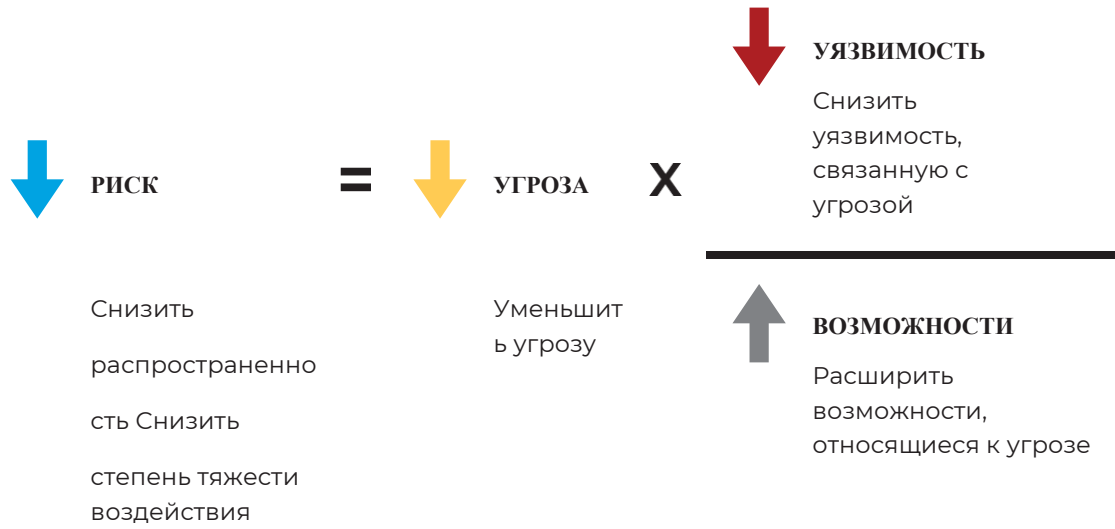 РИСК
Снизить
распространенно
сть Снизить
степень тяжести
воздействия
=
УГРОЗА
Уменьшит
ь угрозу
X
УЯЗВИМОСТЬ
Снизить
уязвимость,
связанную с
угрозой
ВОЗМОЖНОСТИ
Расширить
возможности,
относящиеся к угрозе